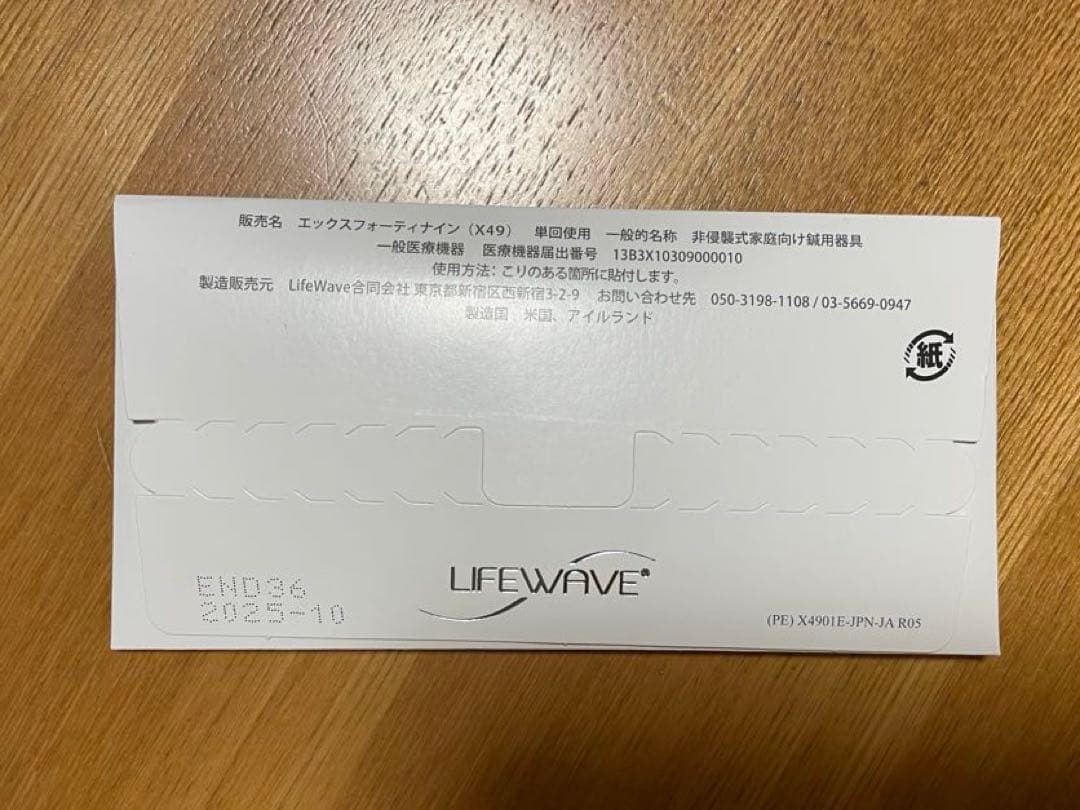 販売名 エックスフォーティナイン（X49） 単回使用 一般的名称 非侵襲式家庭向け鍼用器具
一般医療機器 医療機器届出番号 13B3X10309000010
使用方法：こりのある箇所に貼付します。
製造販売元 LifeWave合同会社 東京都新宿区西新宿3-2-9 お問い合わせ先 050-3198-1108 / 03-5669-0947
製造国 米国、アイルランド
紙
LIFEWAVE®
END36
2025-10
(PE) X4901E-JPN-JA R05